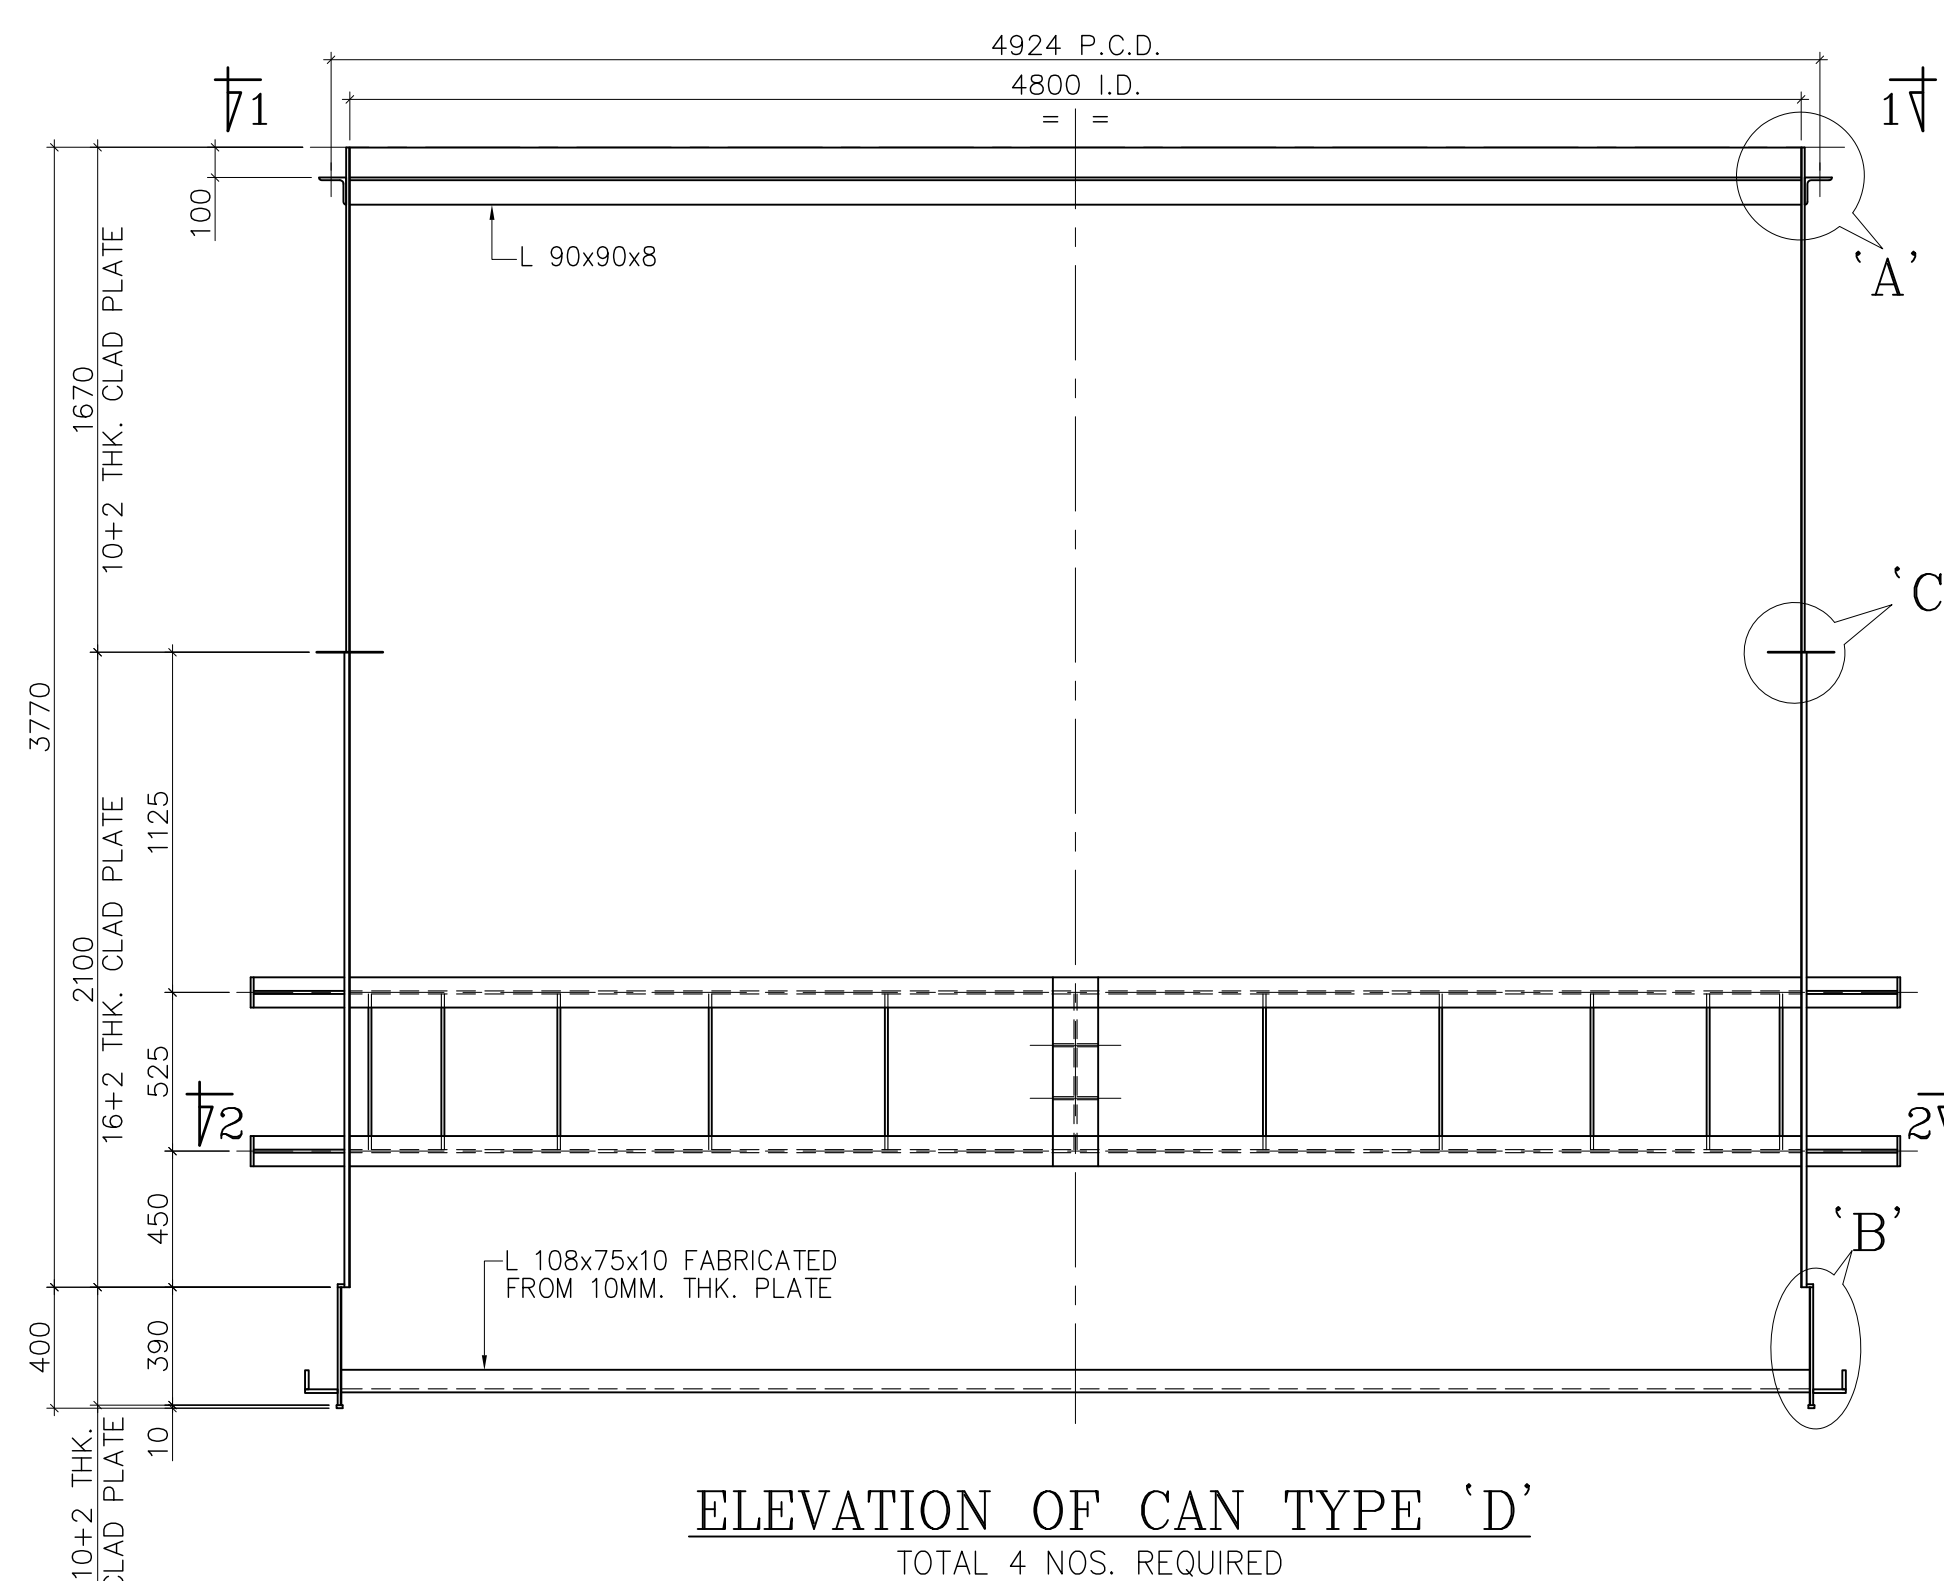 4924 P.C.D.
4800 I.D.
= =
1
1
100
L 90x90x8
'A'
1670
10+2 THK. CLAD PLATE
'C
3770
2100
16+2 THK. CLAD PLATE
1125
525
2
2
450
'B'
L 108x75x10 FABRICATED
FROM 10MM. THK. PLATE
400
390
10
10+2 THK.
CLAD PLATE
ELEVATION OF CAN TYPE 'D'
TOTAL 4 NOS. REQUIRED